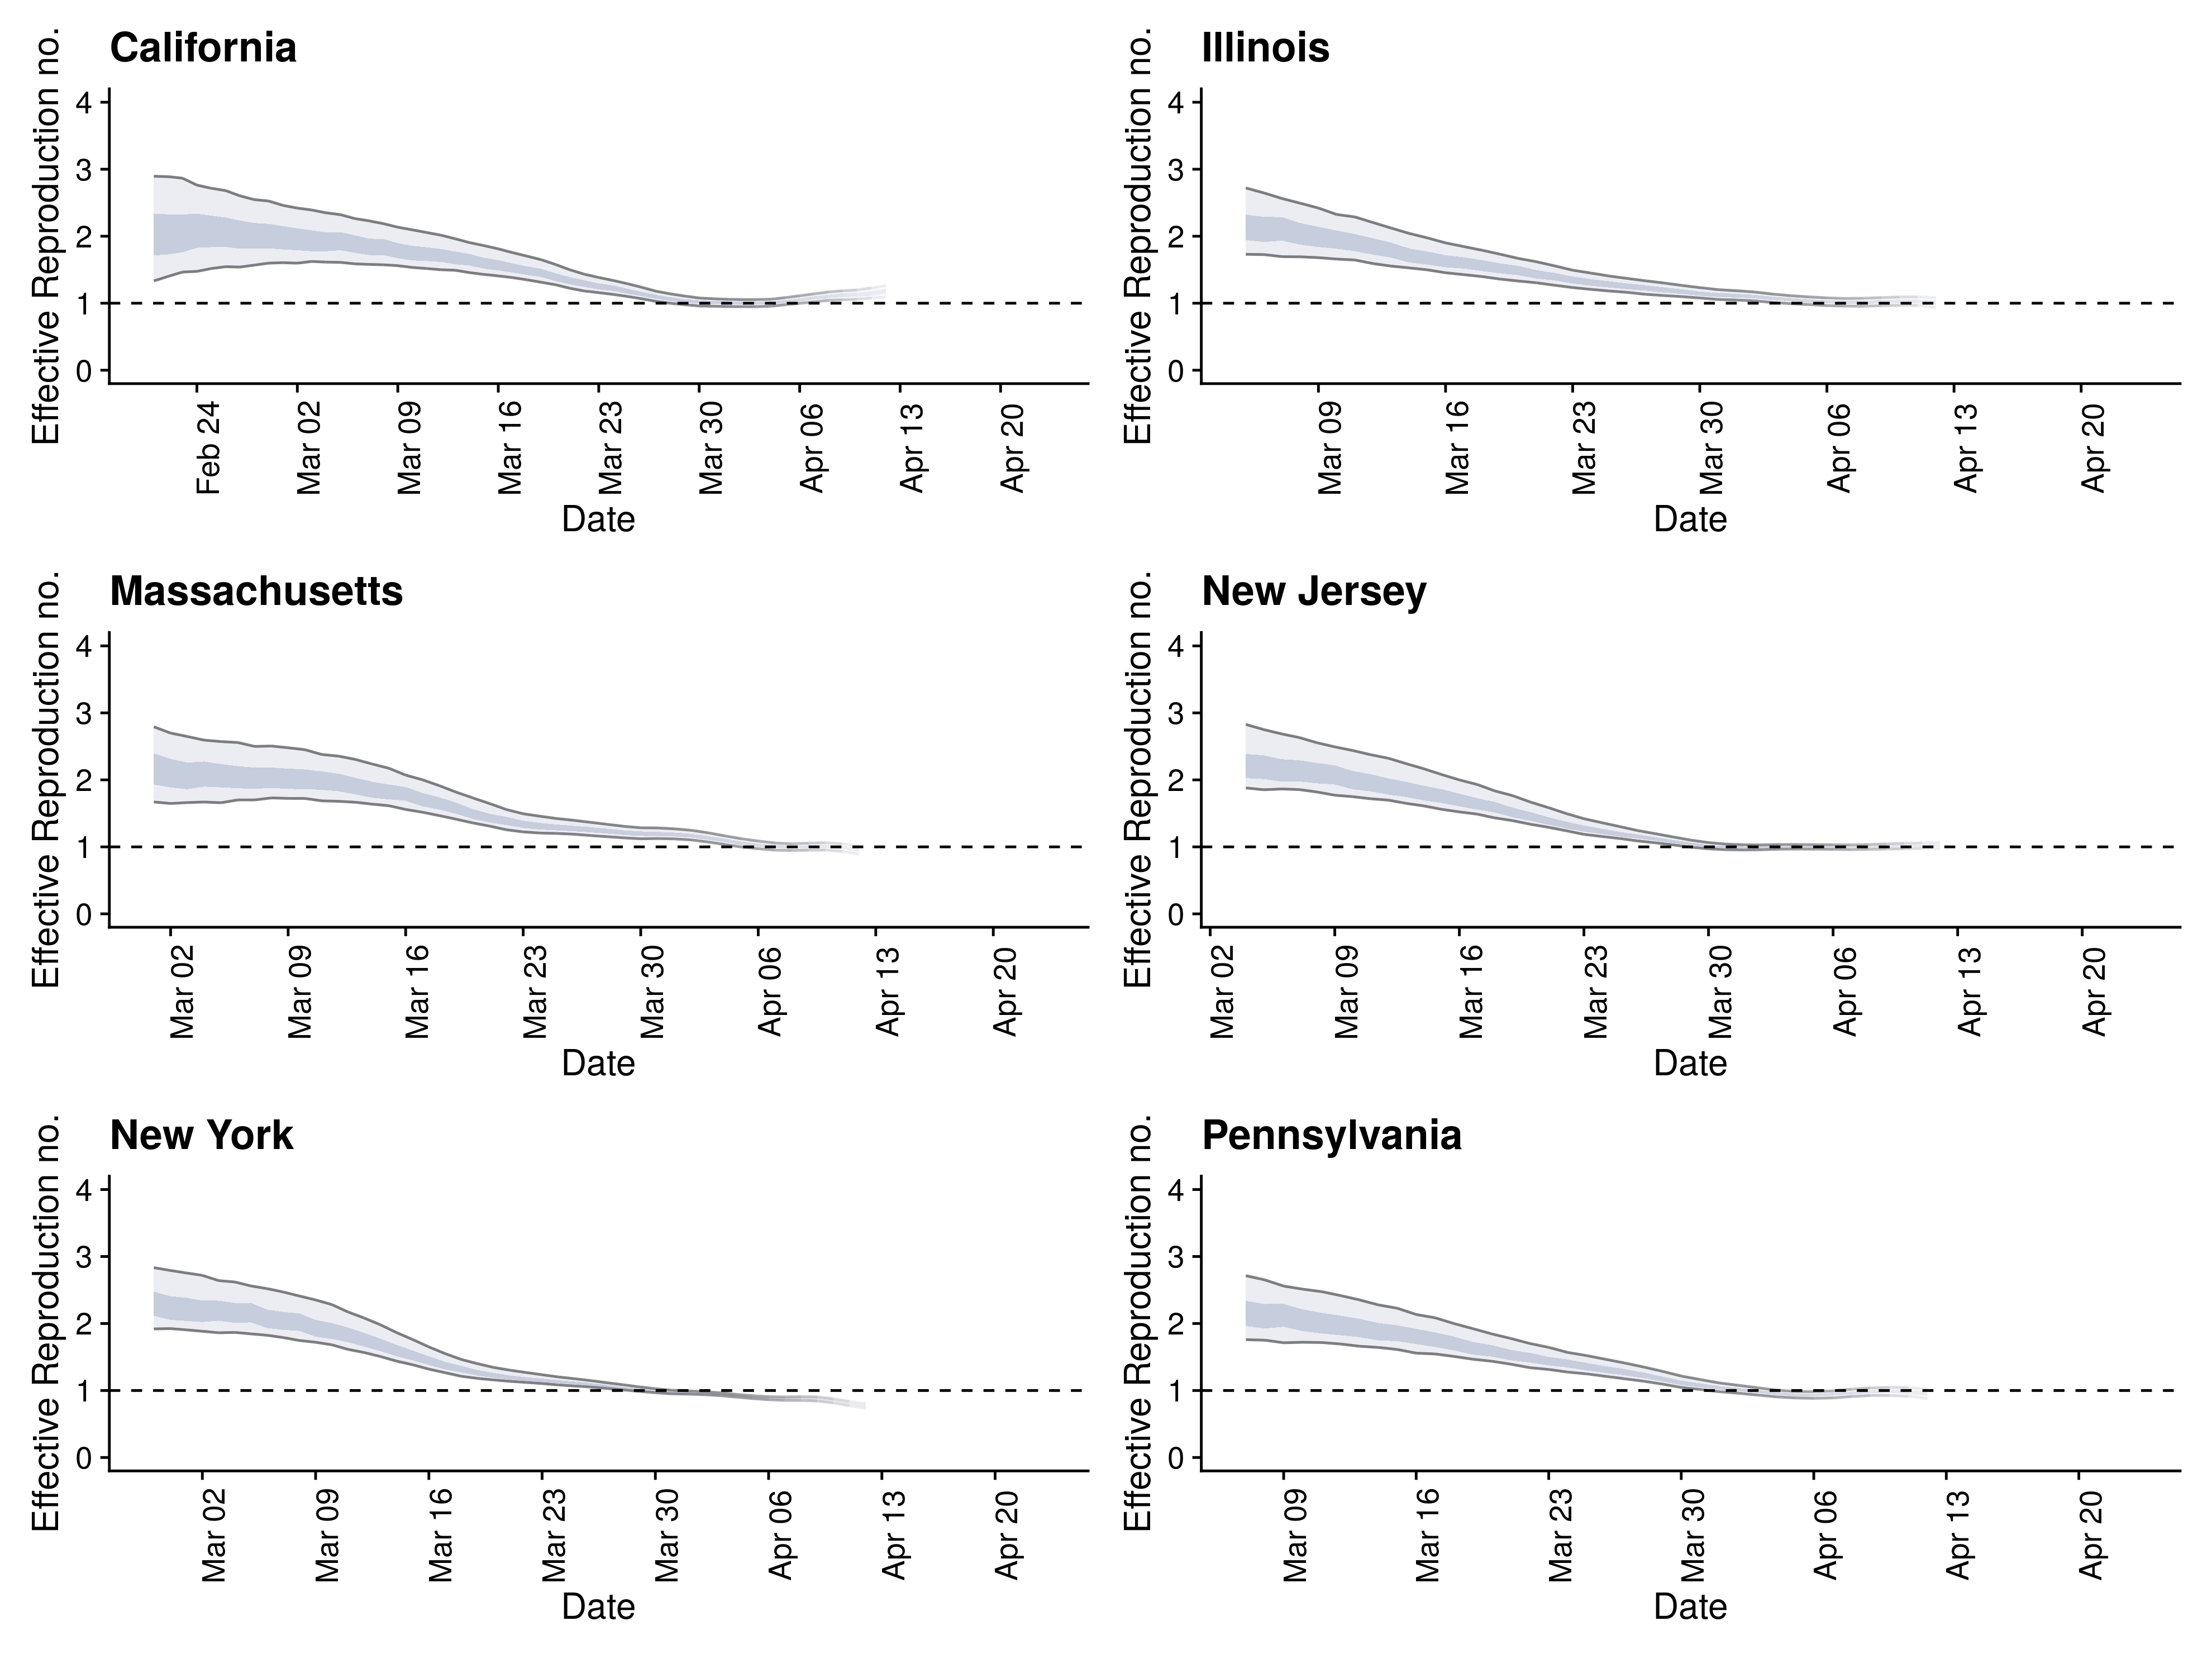 California
Effective Reproduction no.
4
3
2
1
0
Feb 24
Mar 02
Mar 09
Mar 16
Mar 23
Mar 30
Apr 06
Apr 13
Apr 20
Date
Illinois
Effective Reproduction no.
4
3
2
1
0
Mar 09
Mar 16
Mar 23
Mar 30
Apr 06
Apr 13
Apr 20
Date
Massachusetts
Effective Reproduction no.
4
3
2
1
0
Mar 02
Mar 09
Mar 16
Mar 23
Mar 30
Apr 06
Apr 13
Apr 20
Date
New Jersey
Effective Reproduction no.
4
3
2
1
0
Mar 02
Mar 09
Mar 16
Mar 23
Mar 30
Apr 06
Apr 13
Apr 20
Date
New York
Effective Reproduction no.
4
3
2
1
0
Mar 02
Mar 09
Mar 16
Mar 23
Mar 30
Apr 06
Apr 13
Apr 20
Date
Pennsylvania
Effective Reproduction no.
4
3
2
1
0
Mar 09
Mar 16
Mar 23
Mar 30
Apr 06
Apr 13
Apr 20
Date